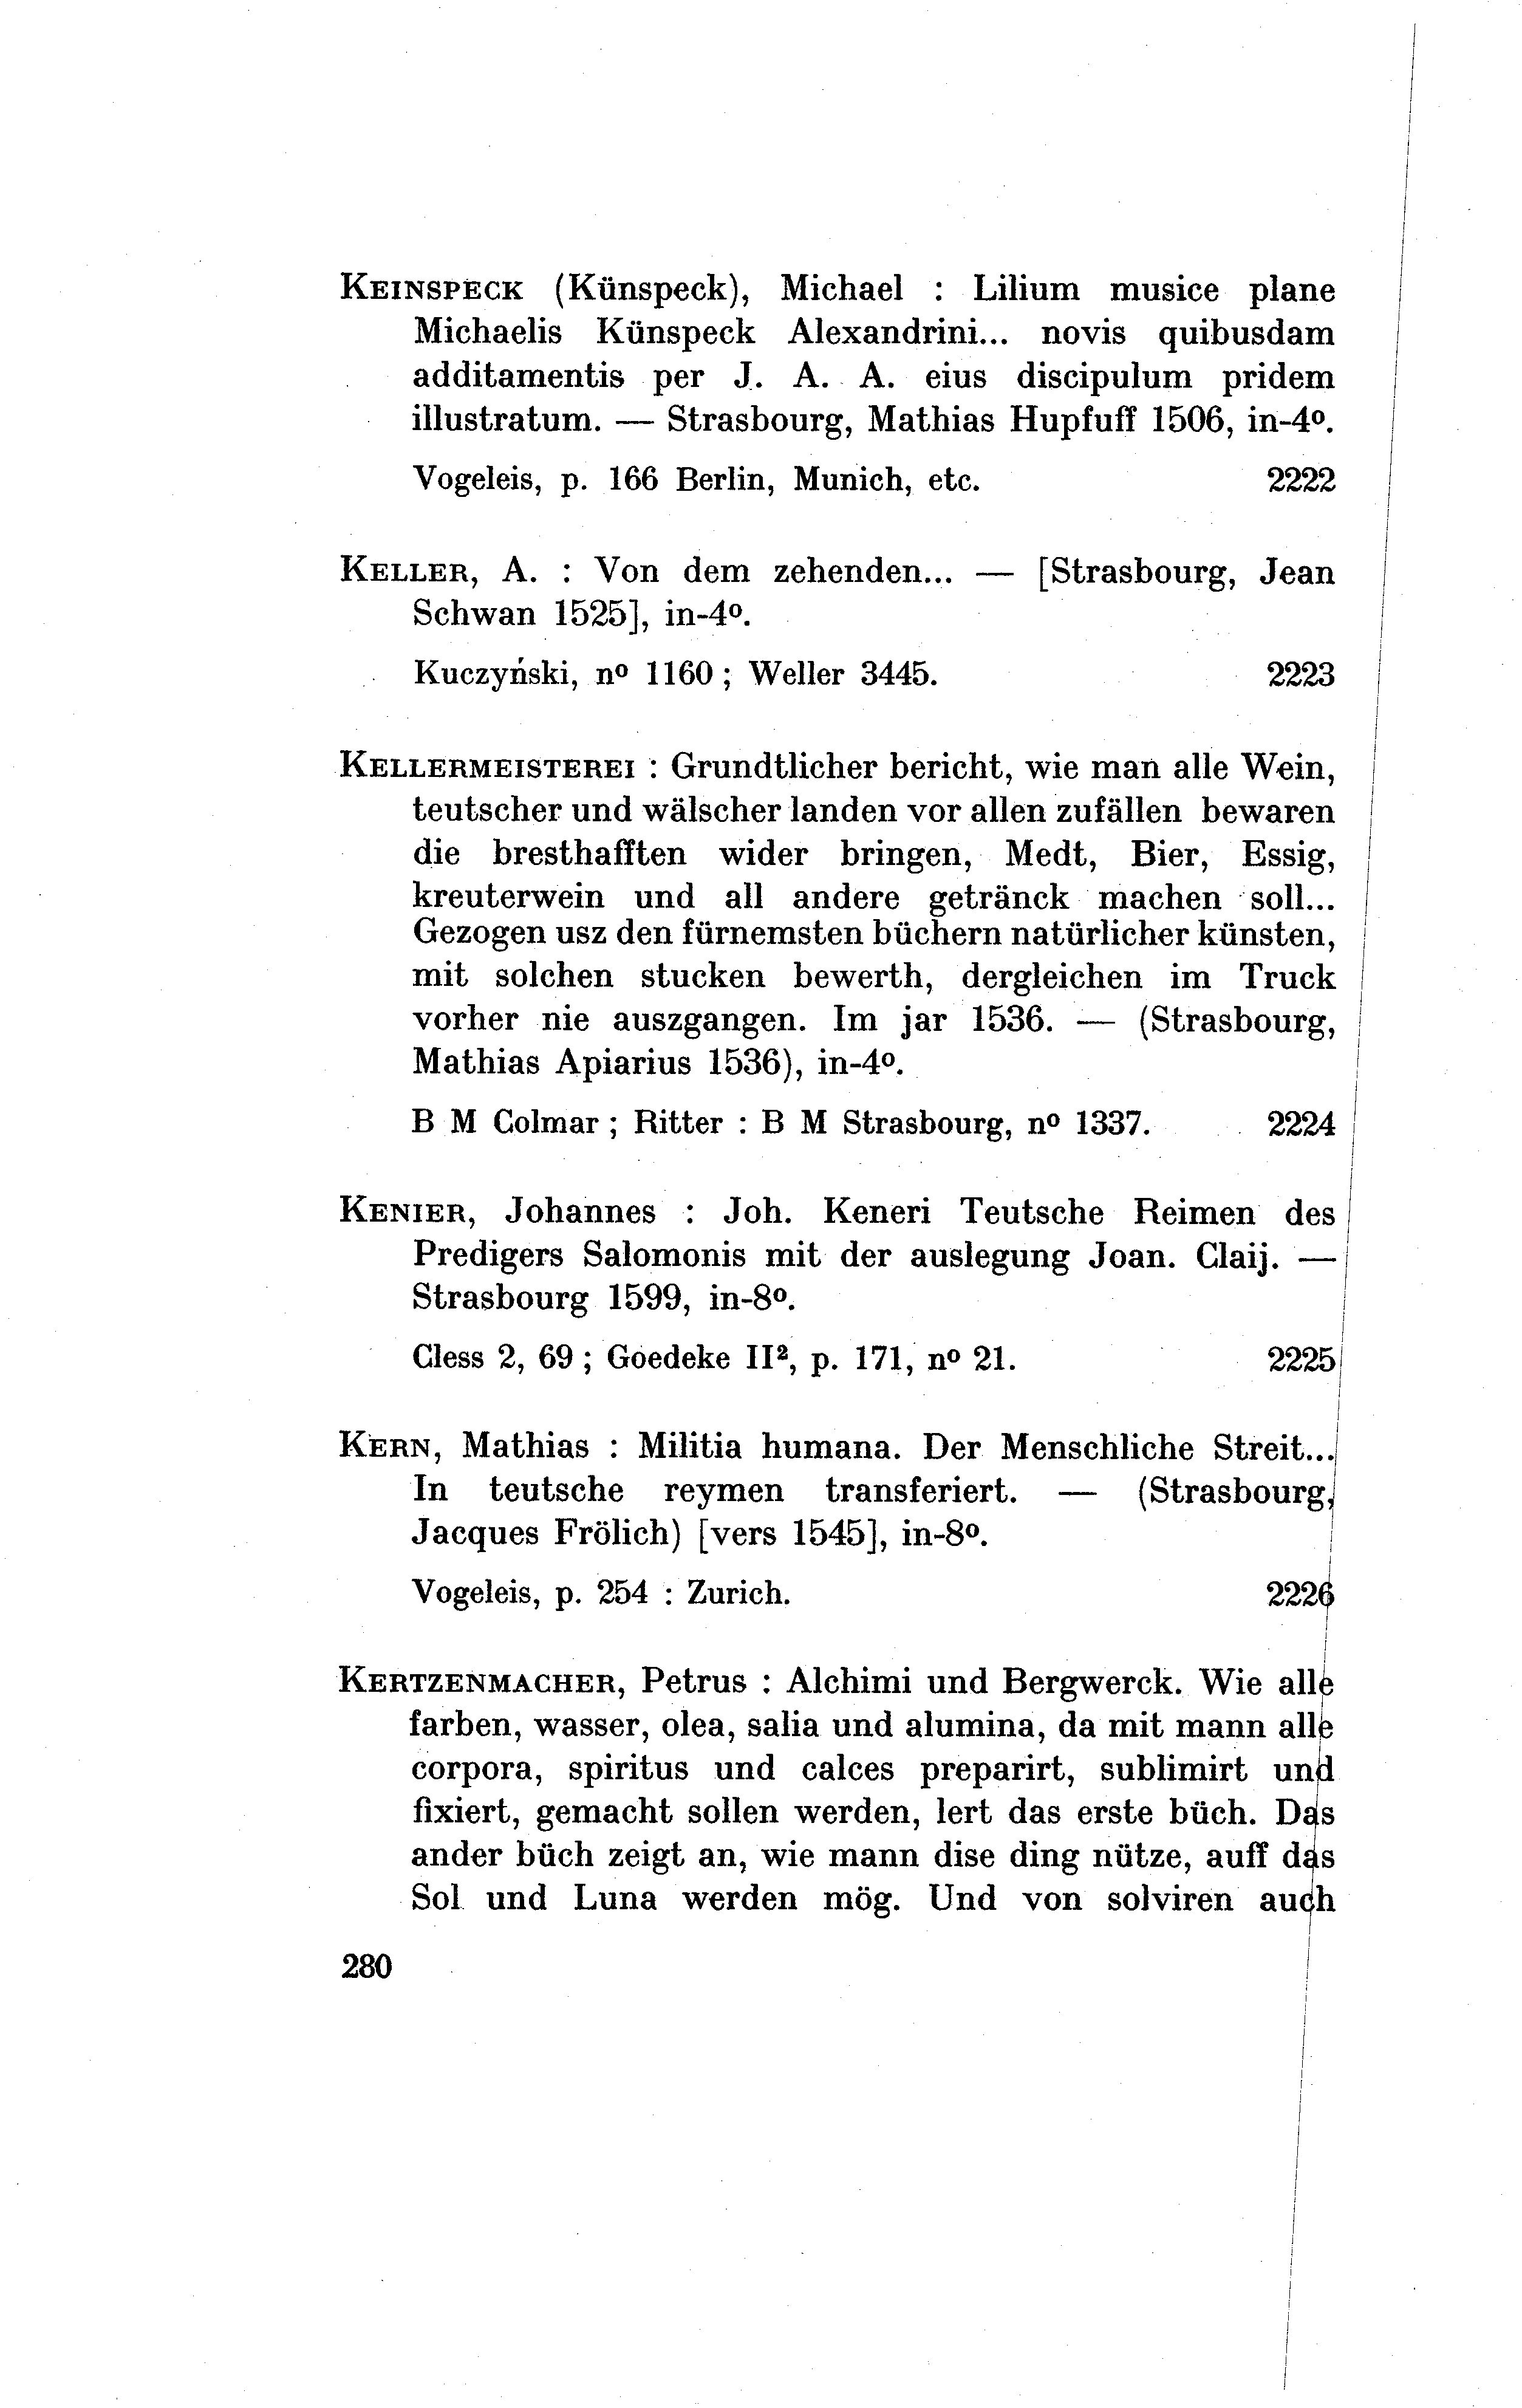 KEINSPECK (Künspeck), Michael : Lilium musice plane
Michaelis Künspeck Alexandrini... novis quibusdam
additamentis per J. A. A. eius discipulum pridem
illustratum. — Strasbourg, Mathias Hupfuff 1506, in-4º.
Vogeleis, p. 166 Berlin, Munich, etc. 2222
KELLER, A. : Von dem zehenden... — [Strasbourg, Jean
Schwan 1525], in-4º.
Kuczyński, nº 1160 ; Weller 3445. 2223
KELLERMEISTEREI : Grundtlicher bericht, wie man alle Wein,
teutscher und wälscher landen vor allen zufällen bewaren
die bresthafften wider bringen, Medt, Bier, Essig,
kreuterwein und all andere getränck machen soll...
Gezogen usz den fürnemsten büchern natürlicher künsten,
mit solchen stucken bewerth, dergleichen im Truck
vorher nie auszgangen. Im jar 1536. — (Strasbourg,
Mathias Apiarius 1536), in-4º.
B M Colmar ; Ritter : B M Strasbourg, nº 1337. 2224
KENIER, Johannes : Joh. Keneri Teutsche Reimen des
Predigers Salomonis mit der auslegung Joan. Claij. —
Strasbourg 1599, in-8º.
Cless 2, 69 ; Goedeke II², p. 171, nº 21. 2225
KERN, Mathias : Militia humana. Der Menschliche Streit...
In teutsche reymen transferiert. — (Strasbourg,
Jacques Frölich) [vers 1545], in-8º.
Vogeleis, p. 254 : Zurich. 2226
KERTZENMACHER, Petrus : Alchimi und Bergwerck. Wie alle
farben, wasser, olea, salia und alumina, da mit mann alle
corpora, spiritus und calces preparirt, sublimirt und
fixiert, gemacht sollen werden, lert das erste büch. Das
ander büch zeigt an, wie mann dise ding nütze, auff das
Sol und Luna werden mög. Und von solviren auch
280